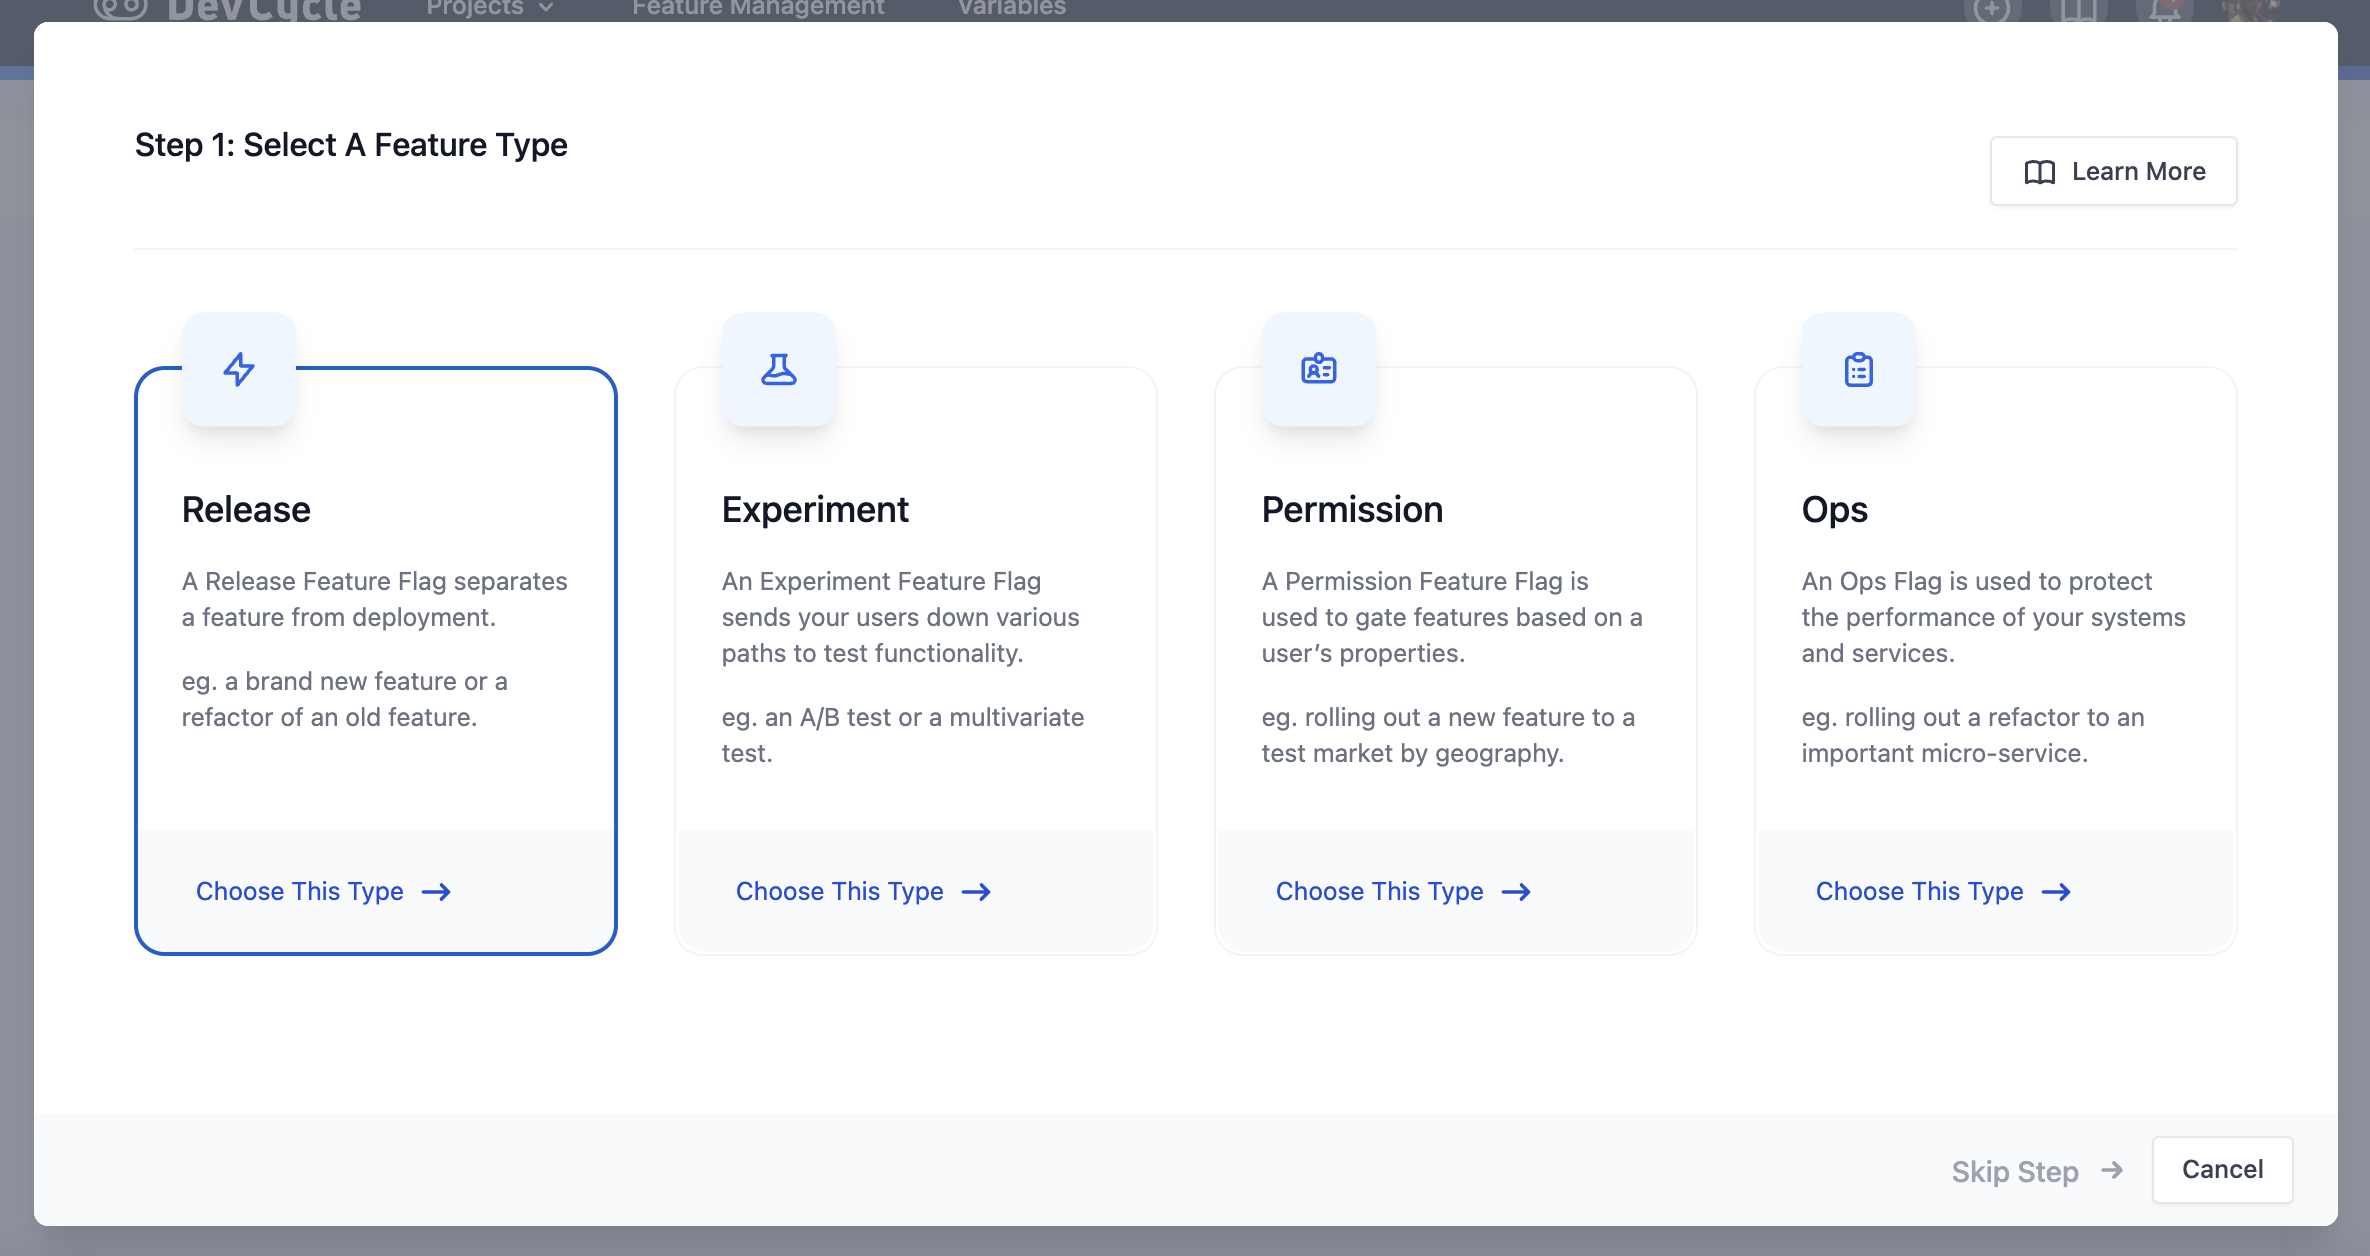 DevCycle
Projects
Feature Management
Variables
Step 1: Select A Feature Type
Learn More
Release
A Release Feature Flag separates
a feature from deployment.
eg. a brand new feature or a
refactor of an old feature.
Choose This Type
Experiment
An Experiment Feature Flag
sends your users down various
paths to test functionality.
eg. an A/B test or a multivariate
test.
Choose This Type
Permission
A Permission Feature Flag is
used to gate features based on a
user's properties.
eg. rolling out a new feature to a
test market by geography.
Choose This Type
Ops
An Ops Flag is used to protect
the performance of your systems
and services.
eg. rolling out a refactor to an
important micro-service.
Choose This Type
Skip Step
Cancel